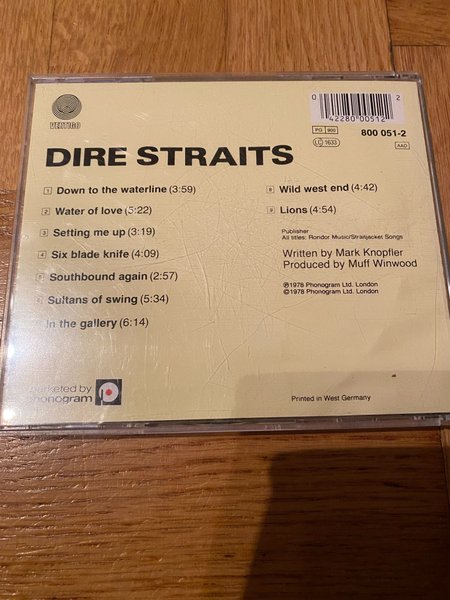 VERTIGO
0 42280 00512 2
PG 900
800 051-2
LC 1633
AAD
DIRE STRAITS
1 Down to the waterline (3:59)
2 Water of love (5:22)
3 Setting me up (3:19)
4 Six blade knife (4:09)
5 Southbound again (2:57)
6 Sultans of swing (5:34)
In the gallery (6:14)
8 Wild west end (4:42)
9 Lions (4:54)
Publisher
All titles: Rondor Music/Straitjacket Songs
Written by Mark Knopfler
Produced by Muff Winwood
℗1978 Phonogram Ltd. London
©1978 Phonogram Ltd. London
marketed by
phonogram
Printed in West Germany